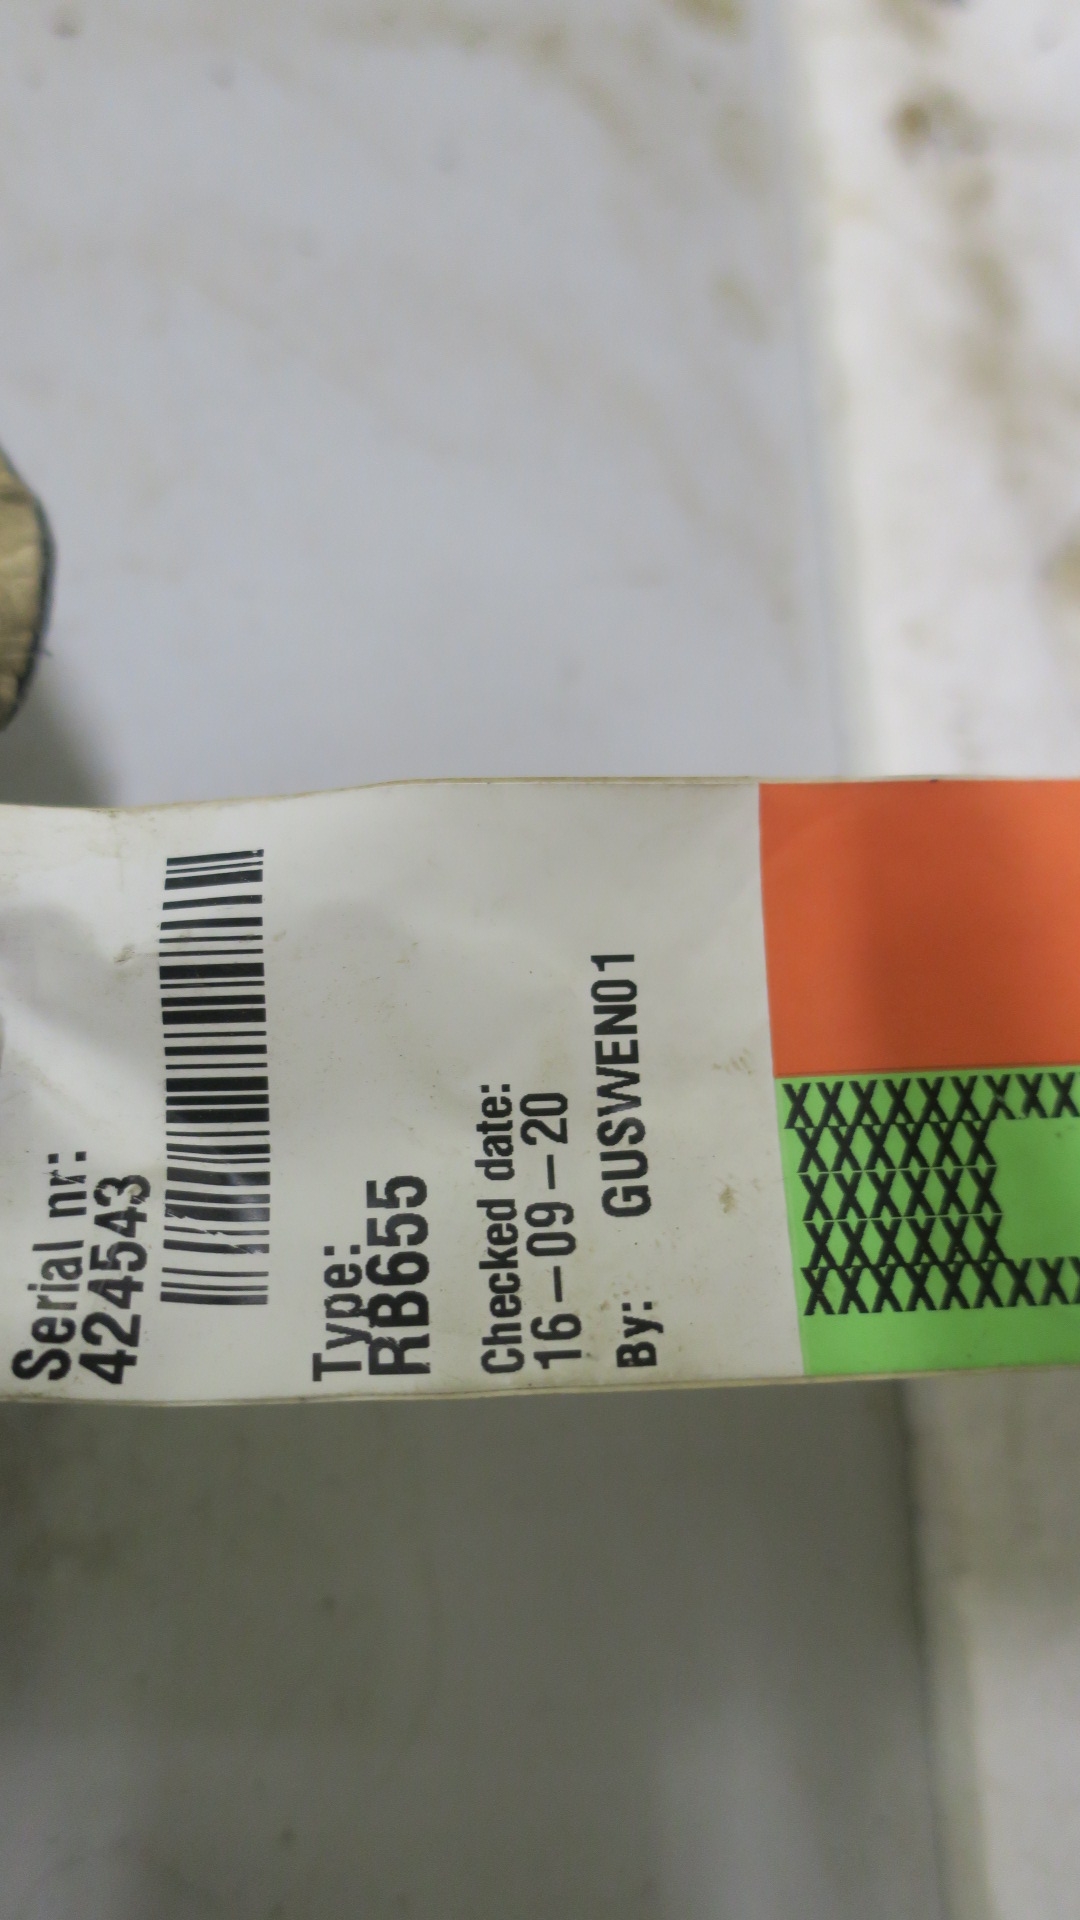 Serial nr:
424543
Type:
RB655
Checked date:
16-09-20
By: GUSWEN01
XXXXXXXXX
XXXXXX
XXXXXX
XXXXXX
XXXXXXXXX